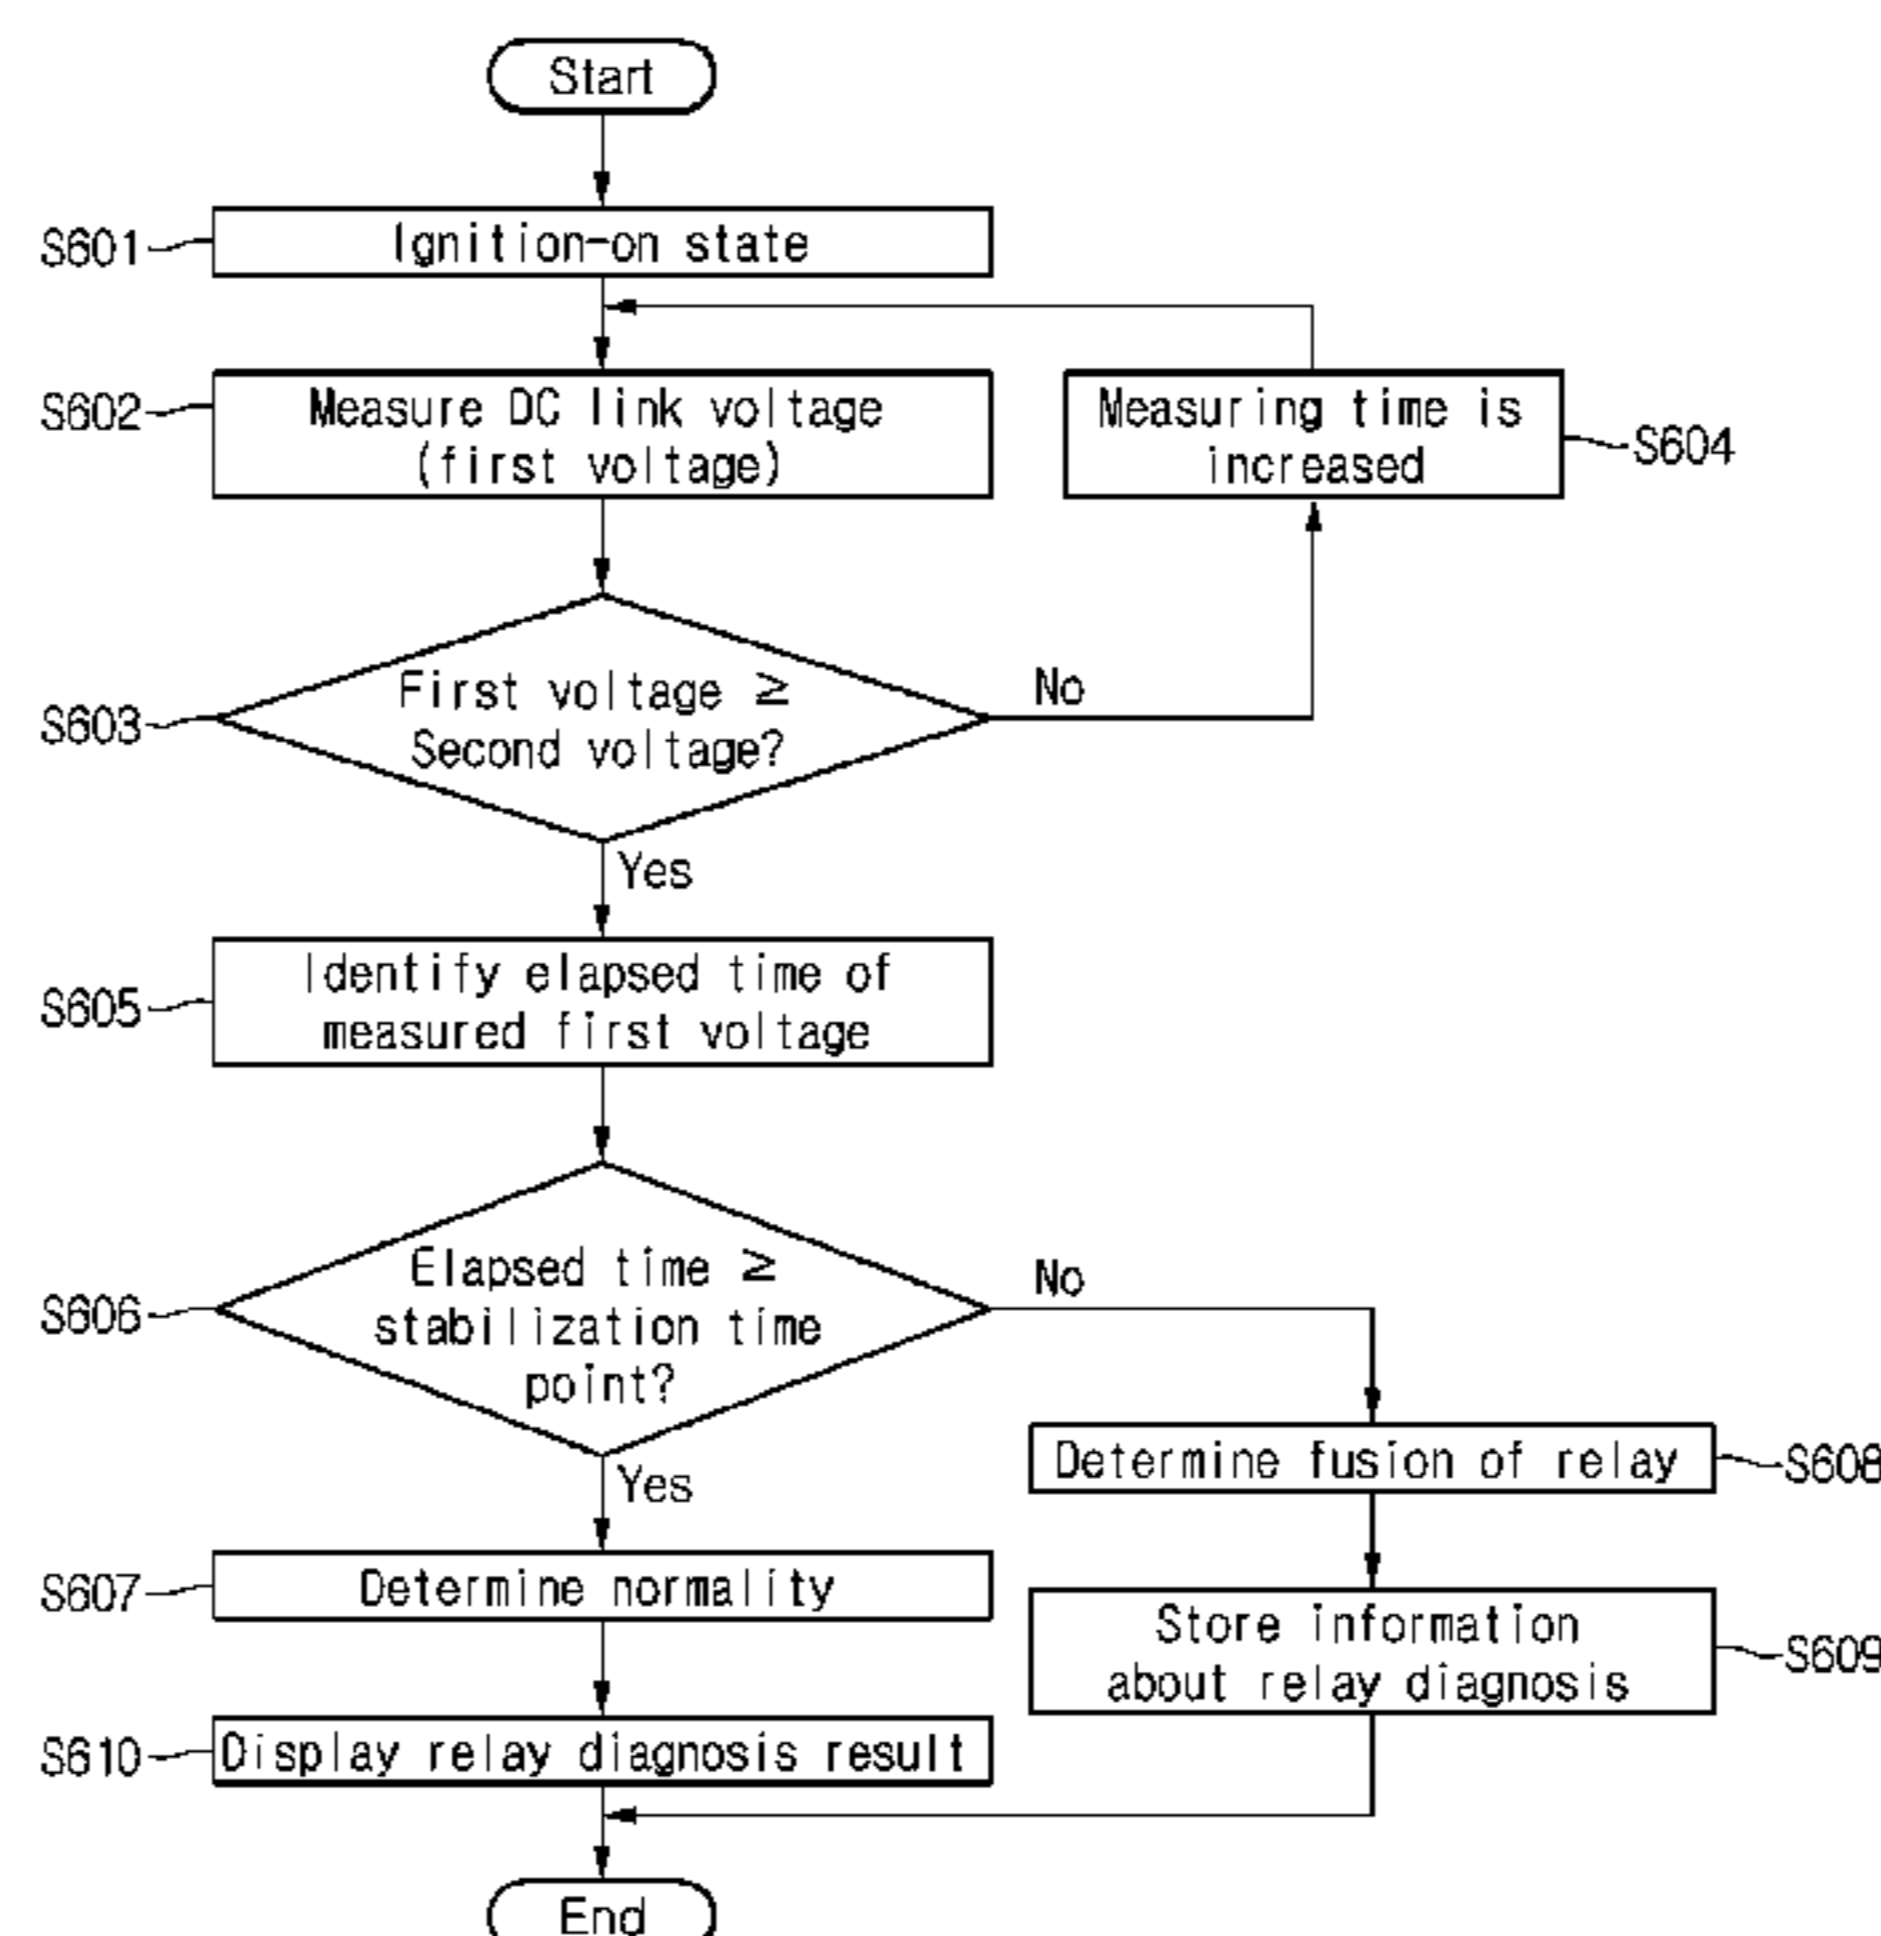 Start
S601
Ignition-on state
S602
Measure DC link voltage
(first voltage)
Measuring time is
increased
S604
S603
First voltage ≥
Second voltage?
No
Yes
S605
Identify elapsed time of
measured first voltage
S606
Elapsed time ≥
stabilization time
point?
No
Yes
Determine fusion of relay
S608
S607
Determine normality
Store information
about relay diagnosis
S609
S610
Display relay diagnosis result
End